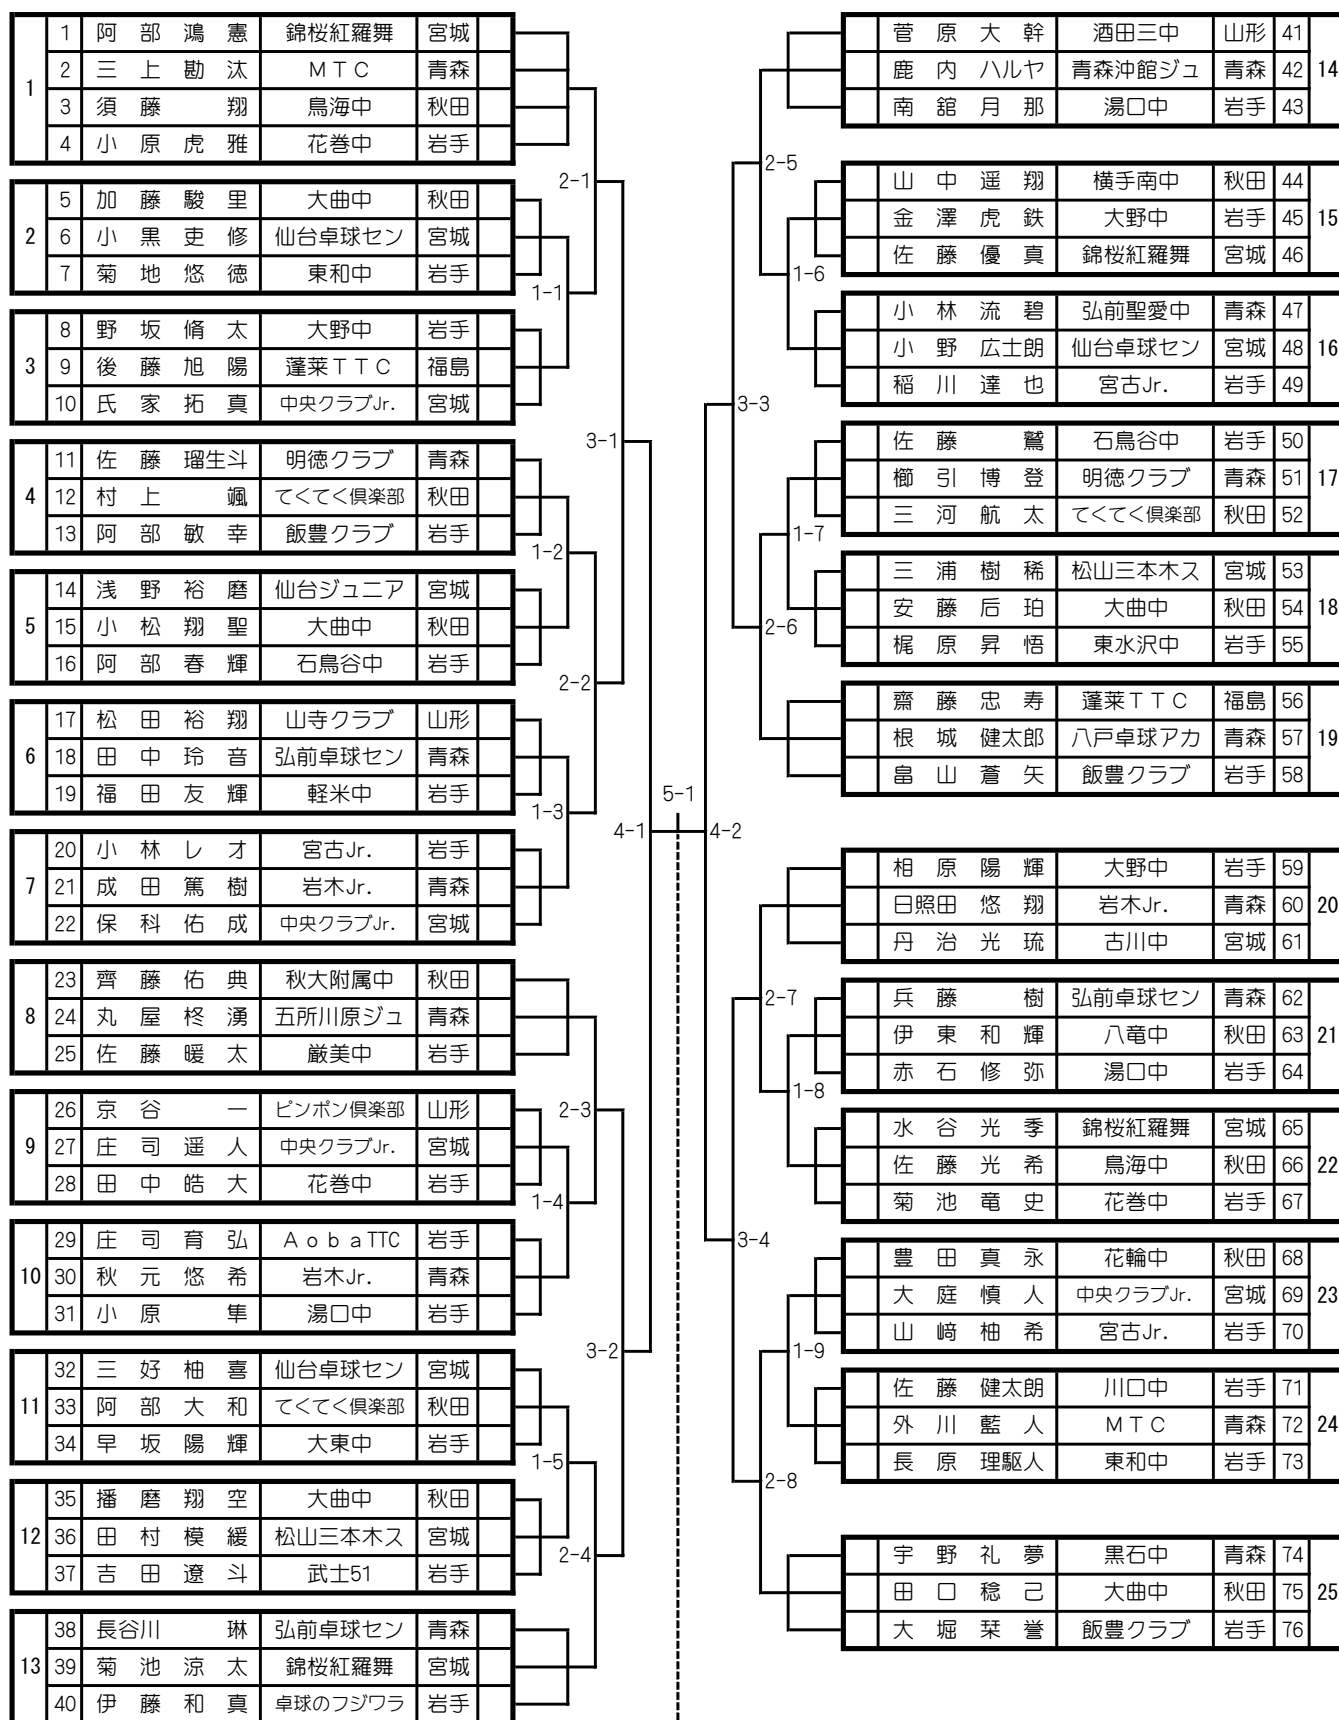 1
1 阿部鴻憲 錦桜紅羅舞 宮城
2 三上勘汰 ＭＴＣ 青森
3 須藤翔 鳥海中 秋田
4 小原虎雅 花巻中 岩手
2-1
2
5 加藤駿里 大曲中 秋田
6 小黒吏修 仙台卓球セン 宮城
7 菊地悠徳 東和中 岩手
1-1
3
8 野坂脩太 大野中 岩手
9 後藤旭陽 蓬莱ＴＴＣ 福島
10 氏家拓真 中央クラブJr. 宮城
3-1
4
11 佐藤瑠生斗 明徳クラブ 青森
12 村上颯 てくてく倶楽部 秋田
13 阿部敏幸 飯豊クラブ 岩手
1-2
5
14 浅野裕磨 仙台ジュニア 宮城
15 小松翔聖 大曲中 秋田
16 阿部春輝 石鳥谷中 岩手
2-2
6
17 松田裕翔 山寺クラブ 山形
18 田中玲音 弘前卓球セン 青森
19 福田友輝 軽米中 岩手
1-3
4-1
5-1
4-2
7
20 小林レオ 宮古Jr. 岩手
21 成田篤樹 岩木Jr. 青森
22 保科佑成 中央クラブJr. 宮城
8
23 齊藤佑典 秋大附属中 秋田
24 丸屋柊湧 五所川原ジュ 青森
25 佐藤暖太 厳美中 岩手
2-3
9
26 京谷一 ピンポン倶楽部 山形
27 庄司遥人 中央クラブJr. 宮城
28 田中皓大 花巻中 岩手
1-4
10
29 庄司育弘 ＡｏｂａTTC 岩手
30 秋元悠希 岩木Jr. 青森
31 小原隼 湯口中 岩手
3-2
11
32 三好柚喜 仙台卓球セン 宮城
33 阿部大和 てくてく倶楽部 秋田
34 早坂陽輝 大東中 岩手
1-5
12
35 播磨翔空 大曲中 秋田
36 田村模緩 松山三本木ス 宮城
37 吉田遼斗 武士51 岩手
2-4
13
38 長谷川琳 弘前卓球セン 青森
39 菊池涼太 錦桜紅羅舞 宮城
40 伊藤和真 卓球のフジワラ 岩手
菅原大幹 酒田三中 山形 41
鹿内ハルヤ 青森沖館ジュ 青森 42
南舘月那 湯口中 岩手 43
14
2-5
山中遥翔 横手南中 秋田 44
金澤虎鉄 大野中 岩手 45
佐藤優真 錦桜紅羅舞 宮城 46
15
1-6
小林流碧 弘前聖愛中 青森 47
小野広士朗 仙台卓球セン 宮城 48
稲川達也 宮古Jr. 岩手 49
16
3-3
佐藤鷲 石鳥谷中 岩手 50
櫛引博登 明徳クラブ 青森 51
三河航太 てくてく倶楽部 秋田 52
17
1-7
三浦樹稀 松山三本木ス 宮城 53
安藤后珀 大曲中 秋田 54
梶原昇悟 東水沢中 岩手 55
18
2-6
齋藤忠寿 蓬莱ＴＴＣ 福島 56
根城健太郎 八戸卓球アカ 青森 57
畠山蒼矢 飯豊クラブ 岩手 58
19
相原陽輝 大野中 岩手 59
日照田悠翔 岩木Jr. 青森 60
丹治光琉 古川中 宮城 61
20
2-7
兵藤樹 弘前卓球セン 青森 62
伊東和輝 八竜中 秋田 63
赤石修弥 湯口中 岩手 64
21
1-8
水谷光季 錦桜紅羅舞 宮城 65
佐藤光希 鳥海中 秋田 66
菊池竜史 花巻中 岩手 67
22
3-4
豊田真永 花輪中 秋田 68
大庭慎人 中央クラブJr. 宮城 69
山﨑柚希 宮古Jr. 岩手 70
23
1-9
佐藤健太朗 川口中 岩手 71
外川藍人 ＭＴＣ 青森 72
長原理駆人 東和中 岩手 73
24
2-8
宇野礼夢 黒石中 青森 74
田口稔己 大曲中 秋田 75
大堀栞誉 飯豊クラブ 岩手 76
25